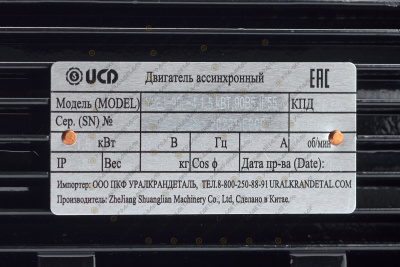 UCD Двигатель ассинхронный EAC
Модель (MODEL) КПД
Сер. (SN) №
кВт В Гц А об/мин
IP Вес кг Cos ф Дата пр-ва (Date):
Импортер: ООО ПКФ УРАЛКРАНДЕТАЛЬ, ТЕЛ.8-800-250-88-91 URALKRANDETAL.COM
Производитель: ZheJiang Shuanglian Machinery Co., Ltd, Сделано в Китае.